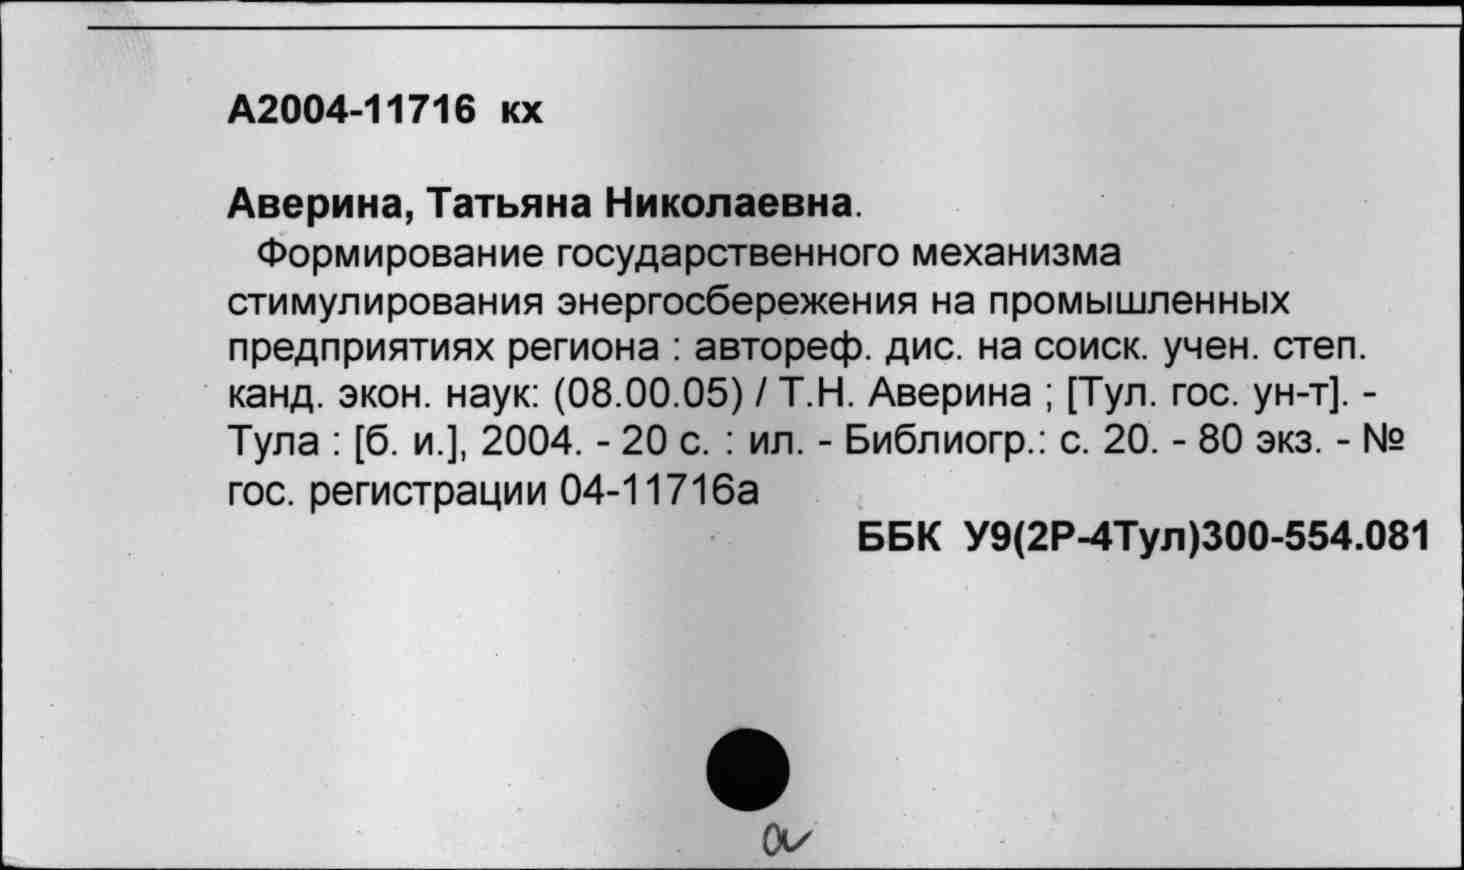 А2004-11716 кх
Аверина, Татьяна Николаевна.
Формирование государственного механизма
стимулирования энергосбережения на промышленных
предприятиях региона : автореф. дис. на соиск. учен. степ.
канд. экон. наук: (08.00.05) / Т.Н. Аверина ; [Тул. гос. ун-т]. -
Тула : [б. и.], 2004. - 20 с. : ил. - Библиогр.: с. 20. - 80 экз. - №
гос. регистрации 04-11716а
ББК У9(2Р-4Тул)300-554.081
а